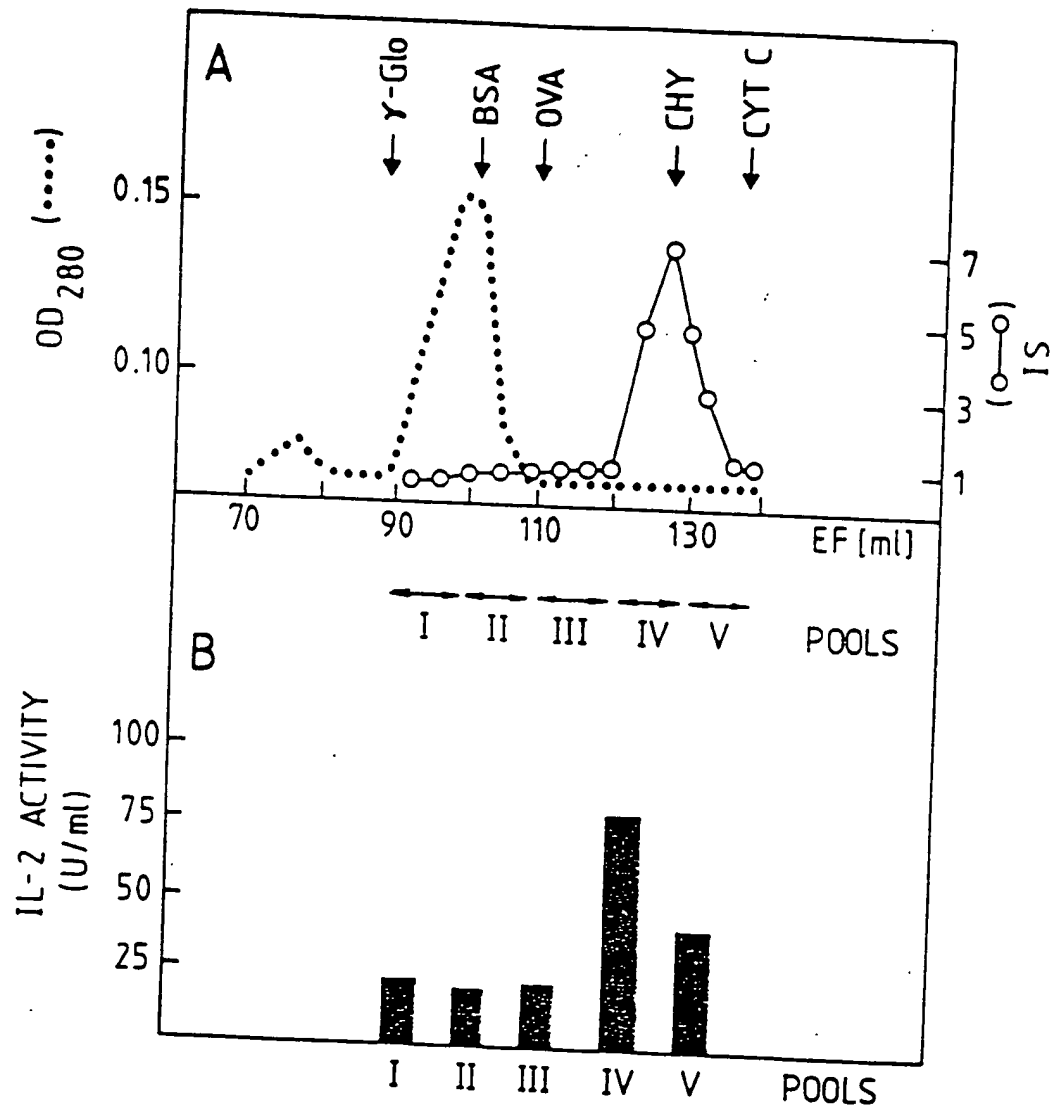 A
γ-Glo
BSA
OVA
CHY
CYT C
OD280 (•••••)
0.15
0.10
7
5
3
1
IS (○—○)
70
90
110
130
EF [ml]
I
II
III
IV
V
POOLS
B
IL-2 ACTIVITY
(U/ml)
100
75
50
25
I
II
III
IV
V
POOLS